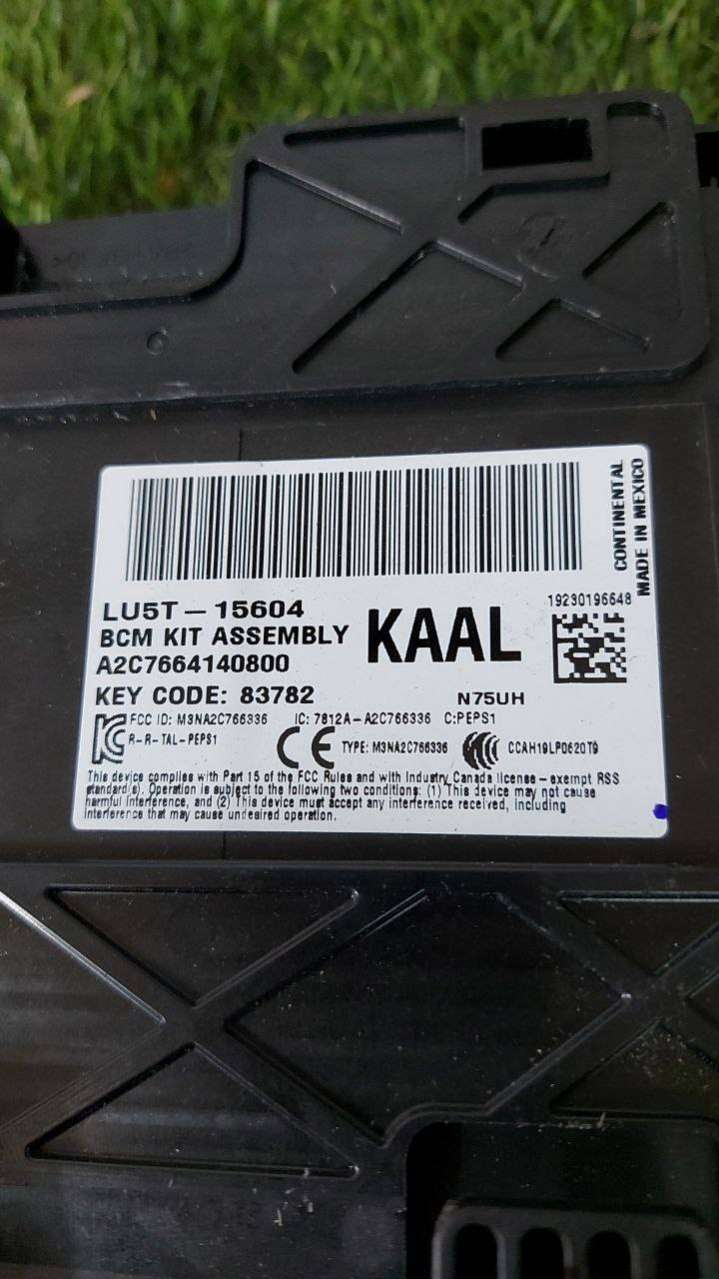 CONTINENTAL
MADE IN MEXICO
19230196648
LU5T-15604
BCM KIT ASSEMBLY
KAAL
A2C7664140800
KEY CODE: 83782
N75UH
FCC ID: M3NA2C766336 IC: 7812A-A2C766336 C:PEPS1
R-R-TAL-PEPS1
CE
TYPE: M3NA2C766336
CCAH19LP0620T9
This device complies with Part 15 of the FCC Rules and with Industry Canada license-exempt RSS
standard(s). Operation is subject to the following two conditions: (1) This device may not cause
harmful interference, and (2) This device must accept any interference received, including
interference that may cause undesired operation.